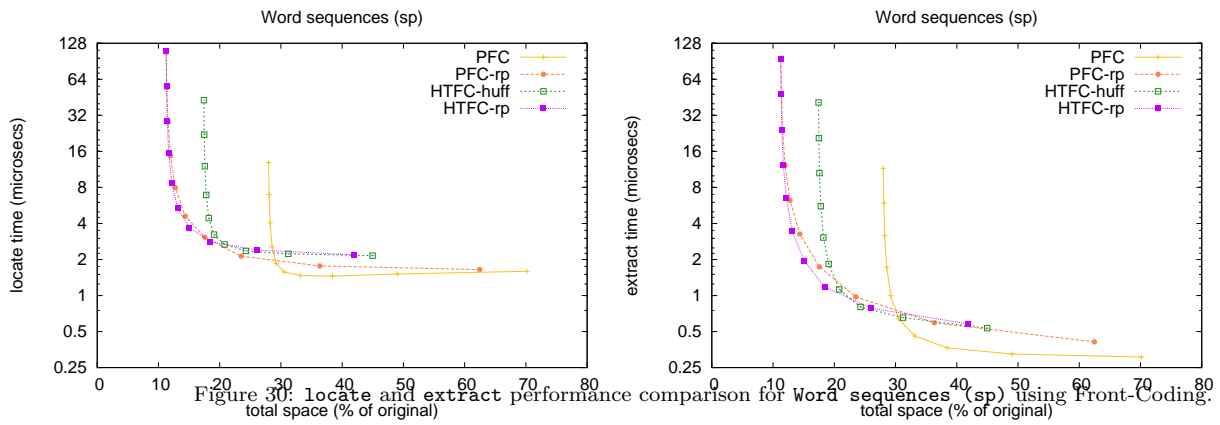 Word sequences (sp)
128
64
32
16
8
4
2
1
0.5
0.25
0 10 20 30 40 50 60 70 80
locate time (microsecs)
total space (% of original)
PFC
PFC-rp
HTFC-huff
HTFC-rp
Word sequences (sp)
128
64
32
16
8
4
2
1
0.5
0.25
0 10 20 30 40 50 60 70 80
extract time (microsecs)
total space (% of original)
PFC
PFC-rp
HTFC-huff
HTFC-rp
Figure 30: locate and extract performance comparison for Word sequences (sp) using Front-Coding.